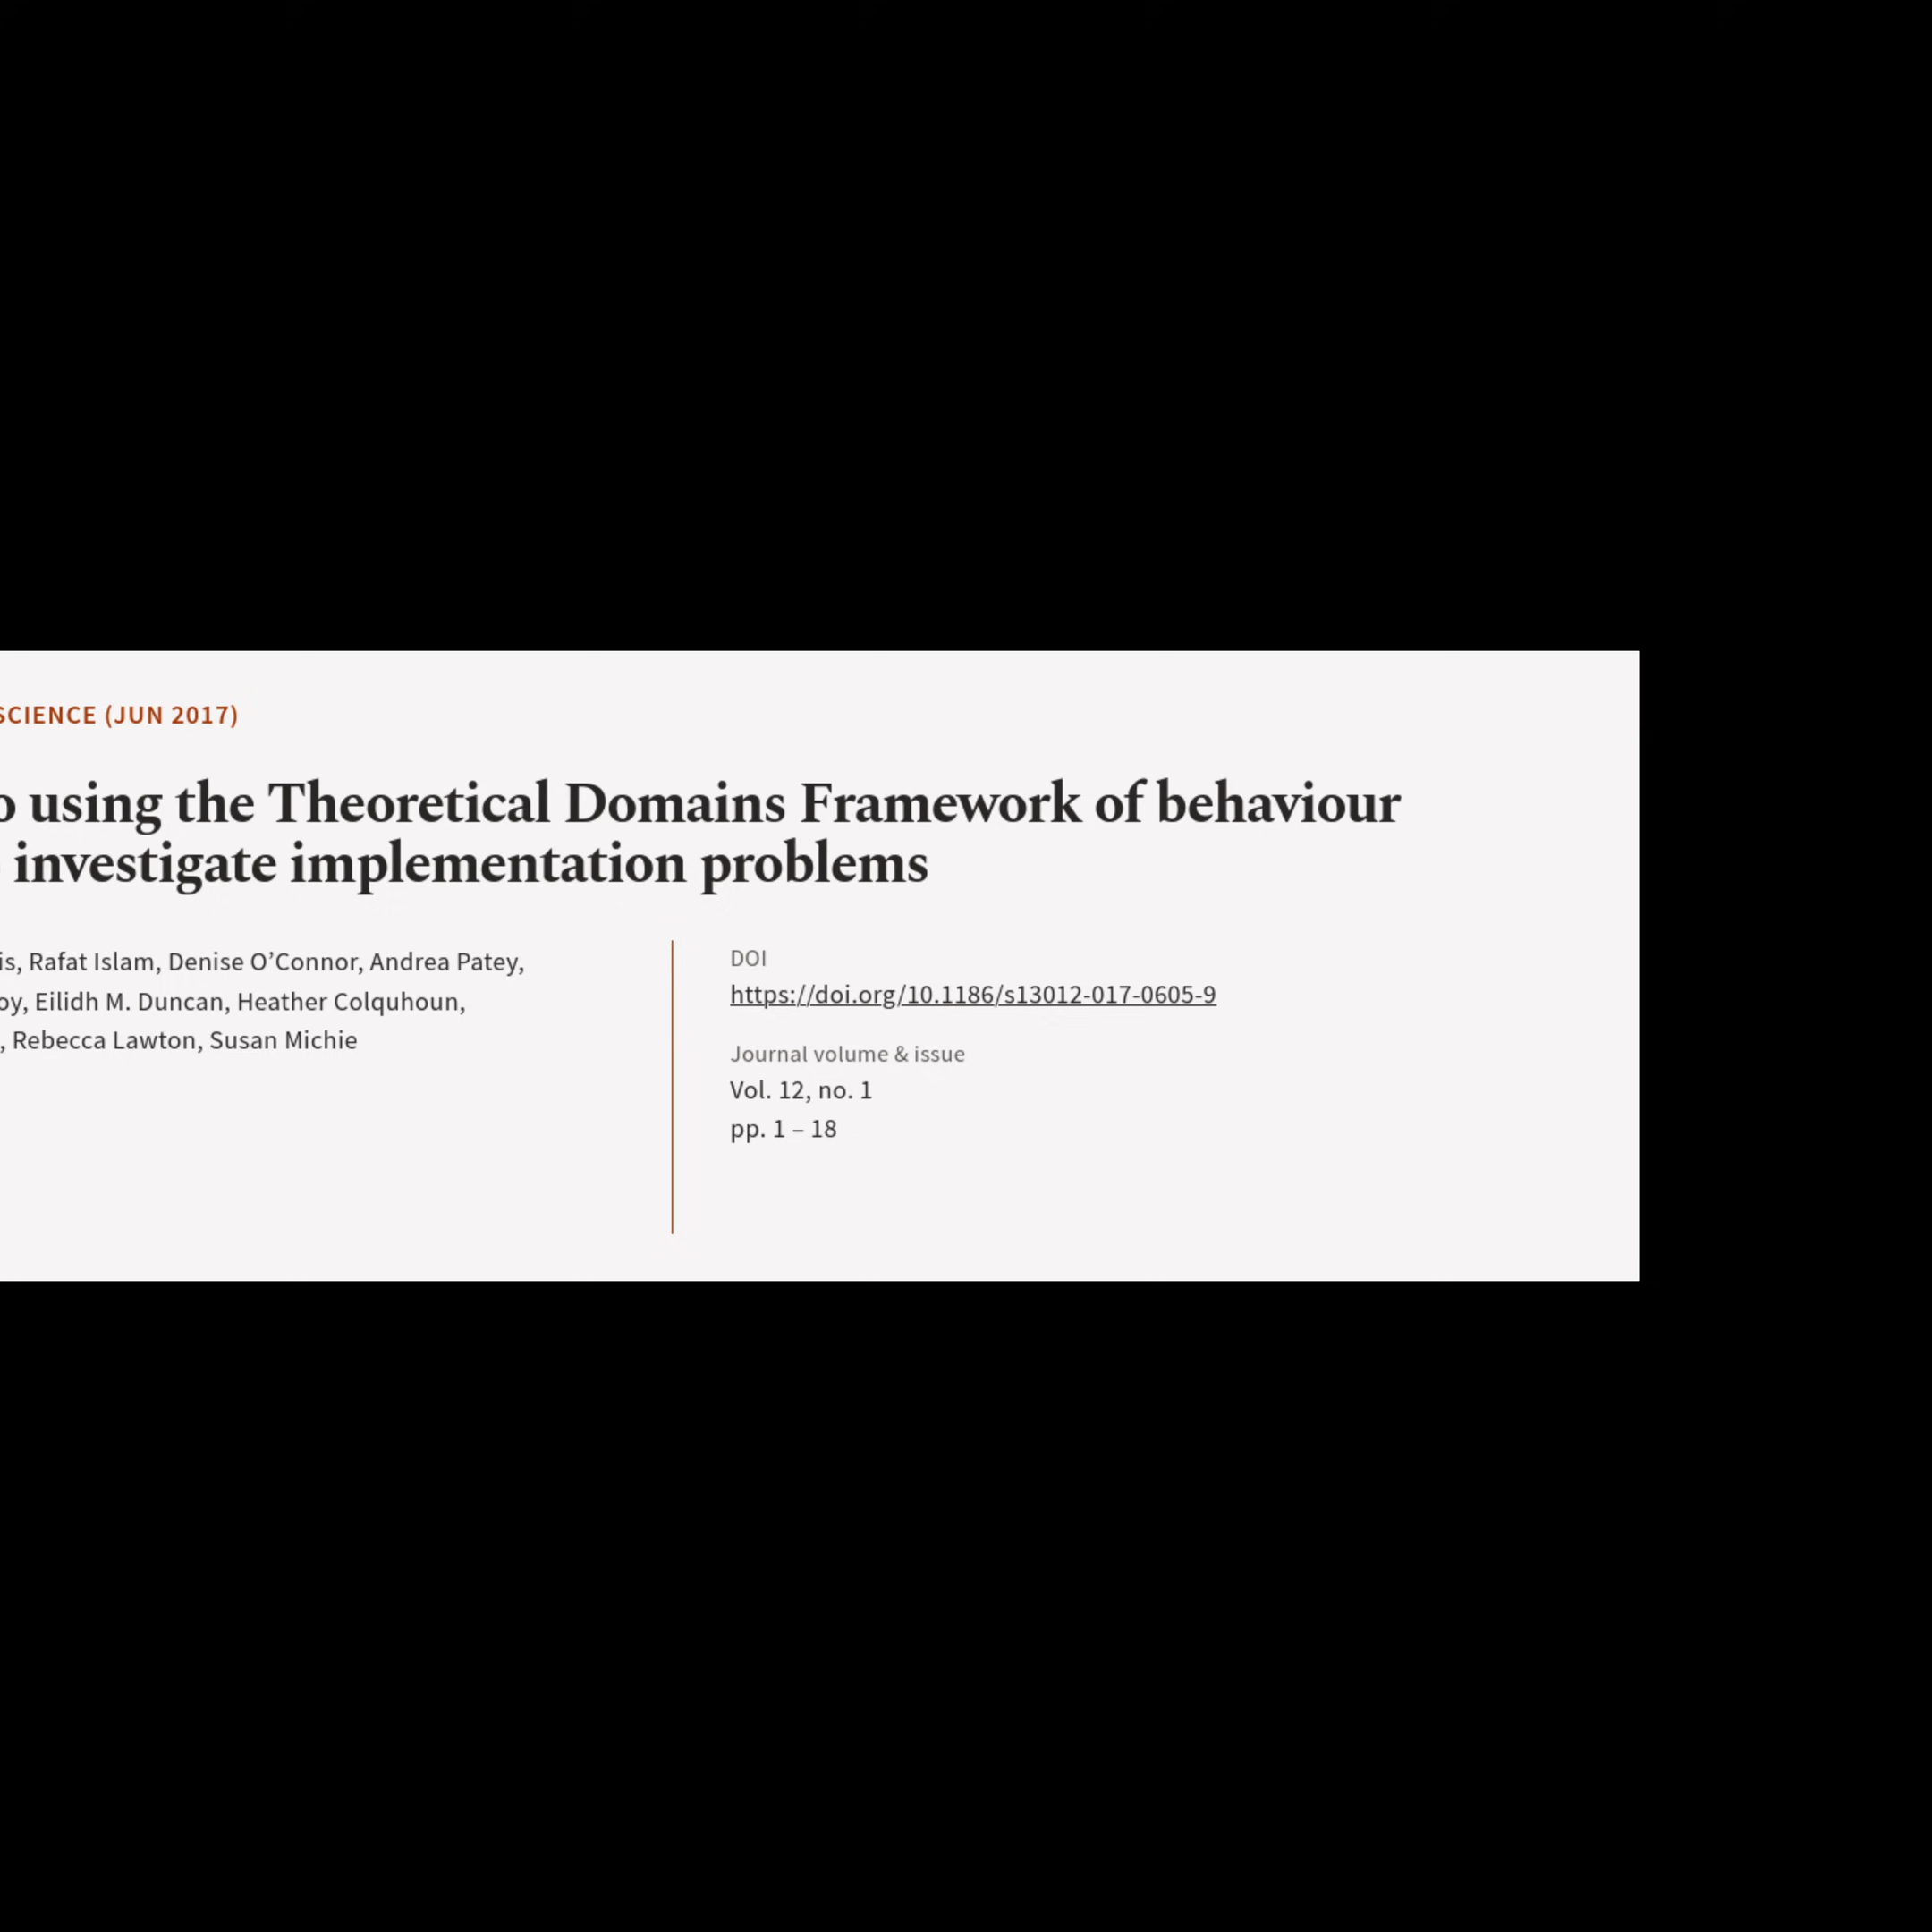 SCIENCE (JUN 2017)
using the Theoretical Domains Framework of behaviour
investigate implementation problems
Rafat Islam, Denise O’Connor, Andrea Patey,
Eilidh M. Duncan, Heather Colquhoun,
Rebecca Lawton, Susan Michie
DOI
https://doi.org/10.1186/s13012-017-0605-9
Journal volume & issue
Vol. 12, no. 1
pp. 1 – 18